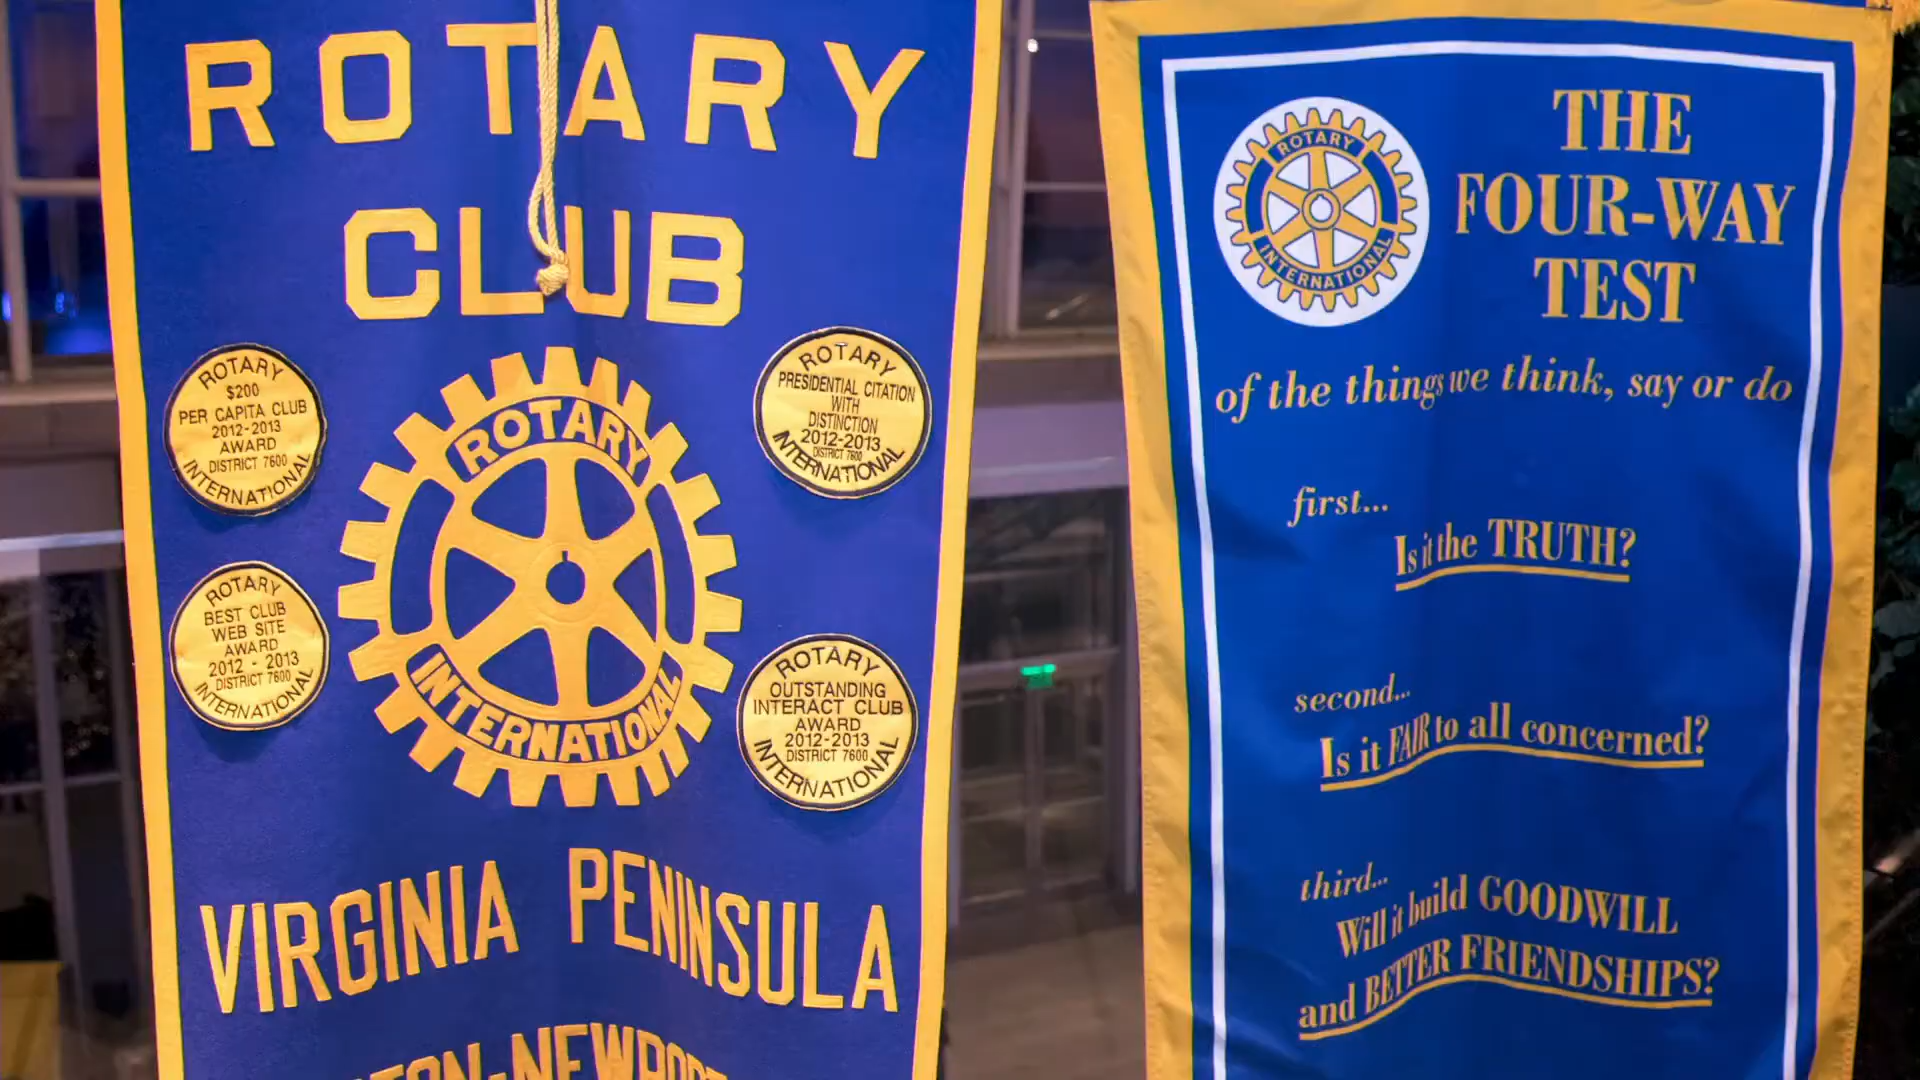 ROTARY
CLUB
ROTARY
$200
PER CAPITA CLUB
2012-2013
AWARD
DISTRICT 7600
INTERNATIONAL
ROTARY
PRESIDENTIAL CITATION
WITH
DISTINCTION
2012-2013
DISTRICT 7600
INTERNATIONAL
ROTARY
INTERNATIONAL
ROTARY
BEST CLUB
WEB SITE
AWARD
2012 - 2013
DISTRICT 7600
INTERNATIONAL
ROTARY
OUTSTANDING
INTERACT CLUB
AWARD
2012-2013
DISTRICT 7600
INTERNATIONAL
VIRGINIA PENINSULA
TON-NEWPORT
ROTARY
INTERNATIONAL
THE
FOUR-WAY
TEST
of the things we think, say or do
first...
Is it the TRUTH?
second...
Is it FAIR to all concerned?
third...
Will it build GOODWILL
and BETTER FRIENDSHIPS?